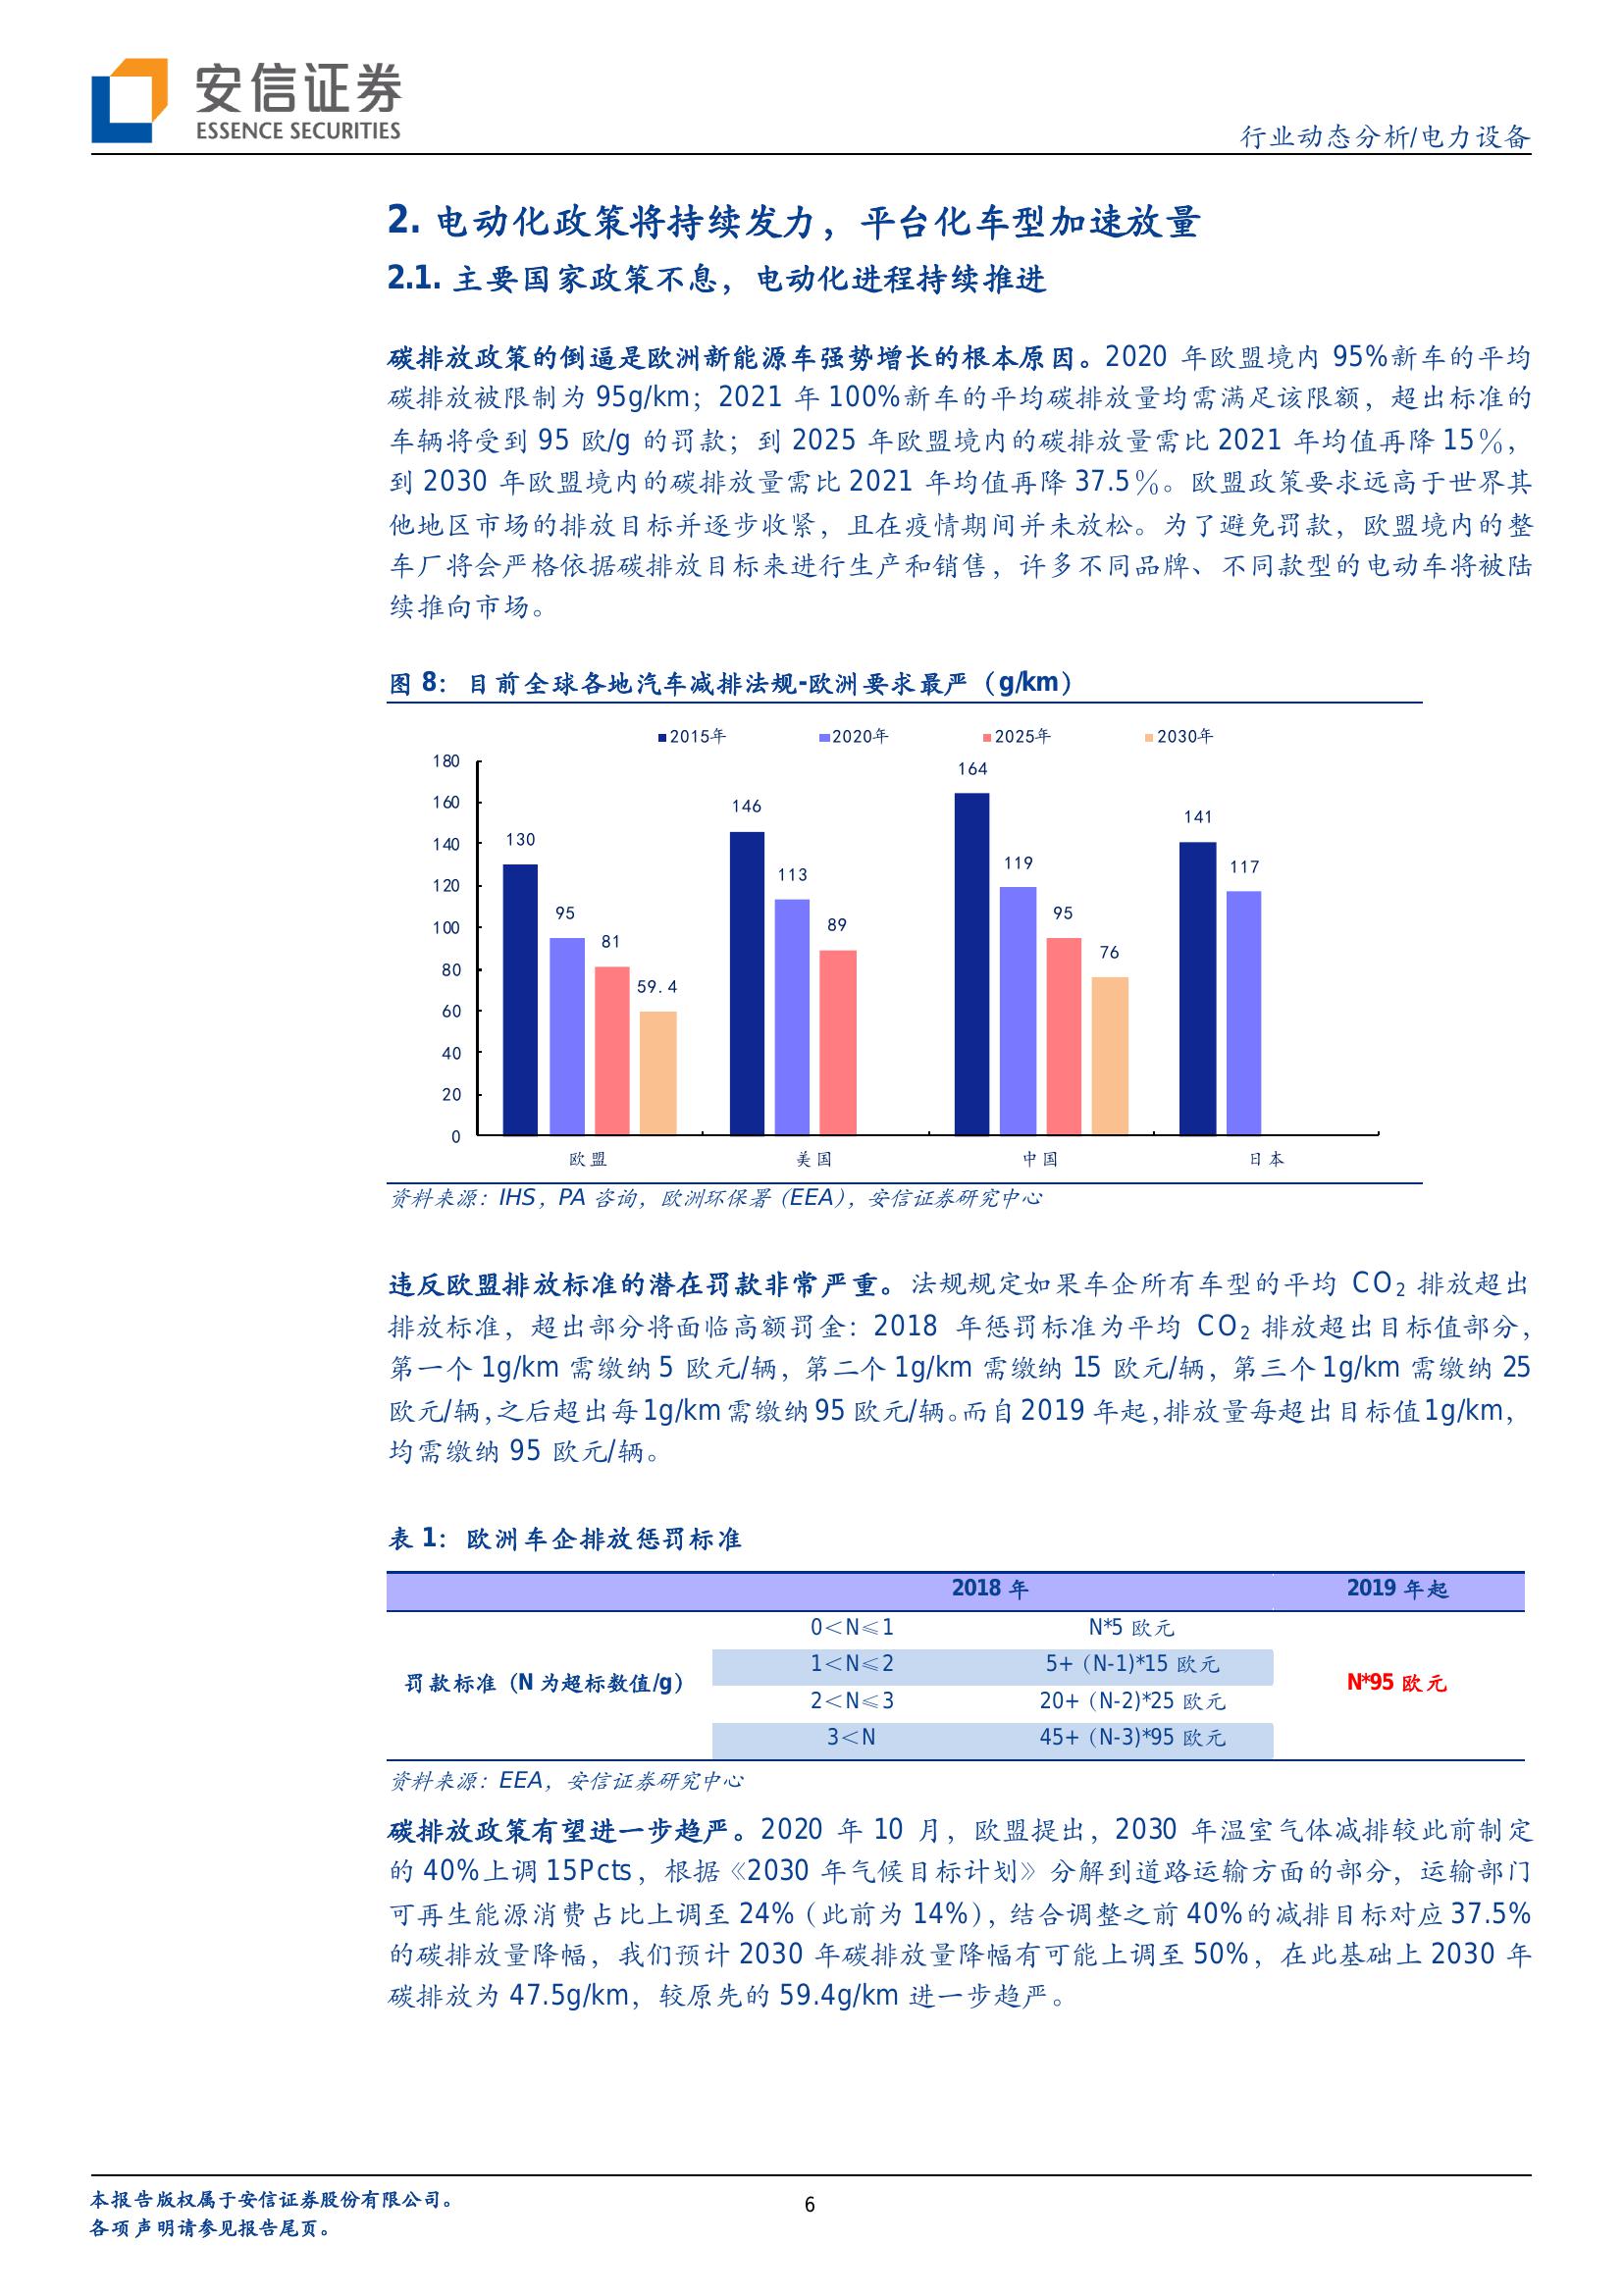 安信证券
ESSENCE SECURITIES
行业动态分析/电力设备
2. 电动化政策将持续发力，平台化车型加速放量
2.1. 主要国家政策不息，电动化进程持续推进
碳排放政策的倒逼是欧洲新能源车强势增长的根本原因。2020 年欧盟境内 95%新车的平均
碳排放被限制为 95g/km；2021 年 100%新车的平均碳排放量均需满足该限额，超出标准的
车辆将受到 95 欧/g 的罚款；到 2025 年欧盟境内的碳排放量需比 2021 年均值再降 15％，
到 2030 年欧盟境内的碳排放量需比 2021 年均值再降 37.5％。欧盟政策要求远高于世界其
他地区市场的排放目标并逐步收紧，且在疫情期间并未放松。为了避免罚款，欧盟境内的整
车厂将会严格依据碳排放目标来进行生产和销售，许多不同品牌、不同款型的电动车将被陆
续推向市场。
图 8：目前全球各地汽车减排法规-欧洲要求最严（g/km）
2015年 2020年 2025年 2030年
180
160
140
120
100
80
60
40
20
0
130 95 81 59.4
146 113 89
164 119 95 76
141 117
欧盟 美国 中国 日本
资料来源：IHS，PA 咨询，欧洲环保署（EEA），安信证券研究中心
违反欧盟排放标准的潜在罚款非常严重。法规规定如果车企所有车型的平均 CO₂ 排放超出
排放标准，超出部分将面临高额罚金：2018 年惩罚标准为平均 CO₂ 排放超出目标值部分，
第一个 1g/km 需缴纳 5 欧元/辆，第二个 1g/km 需缴纳 15 欧元/辆，第三个 1g/km 需缴纳 25
欧元/辆，之后超出每 1g/km 需缴纳 95 欧元/辆。而自 2019 年起，排放量每超出目标值 1g/km，
均需缴纳 95 欧元/辆。
表 1：欧洲车企排放惩罚标准
2018 年 2019 年起
罚款标准（N 为超标数值/g）
0＜N≤1 N*5 欧元
1＜N≤2 5+（N-1)*15 欧元
2＜N≤3 20+（N-2)*25 欧元
3＜N 45+（N-3)*95 欧元
N*95 欧元
资料来源：EEA，安信证券研究中心
碳排放政策有望进一步趋严。2020 年 10 月，欧盟提出，2030 年温室气体减排较此前制定
的 40%上调 15Pcts，根据《2030 年气候目标计划》分解到道路运输方面的部分，运输部门
可再生能源消费占比上调至 24%（此前为 14%），结合调整之前 40%的减排目标对应 37.5%
的碳排放量降幅，我们预计 2030 年碳排放量降幅有可能上调至 50%，在此基础上 2030 年
碳排放为 47.5g/km，较原先的 59.4g/km 进一步趋严。
本报告版权属于安信证券股份有限公司。
各项声明请参见报告尾页。
6